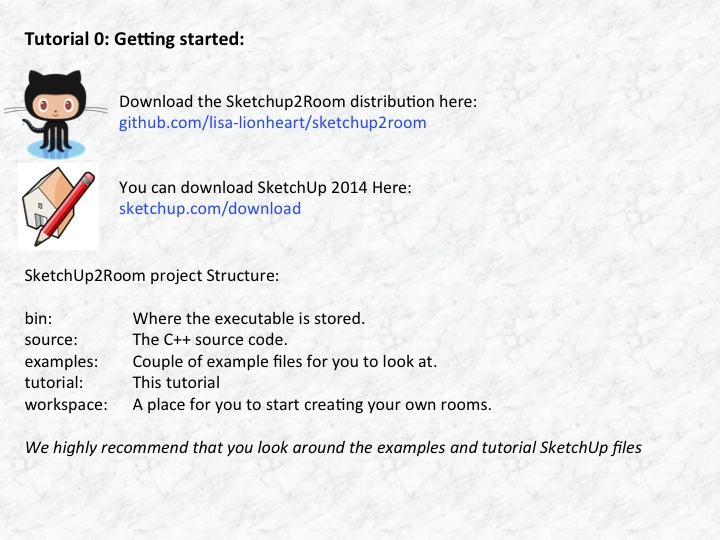 Tutorial 0: Getting started:
Download the Sketchup2Room distribution here:
github.com/lisa-lionheart/sketchup2room
You can download SketchUp 2014 Here:
sketchup.com/download
SketchUp2Room project Structure:
bin: Where the executable is stored.
source: The C++ source code.
examples: Couple of example files for you to look at.
tutorial: This tutorial
workspace: A place for you to start creating your own rooms.
We highly recommend that you look around the examples and tutorial SketchUp files